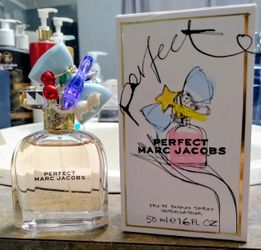 perfect
PERFECT
MARC JACOBS
EAU DE PARFUM SPRAY
VAPORISATEUR
50 ml e 1.6 FL OZ
PERFECT
MARC JACOBS